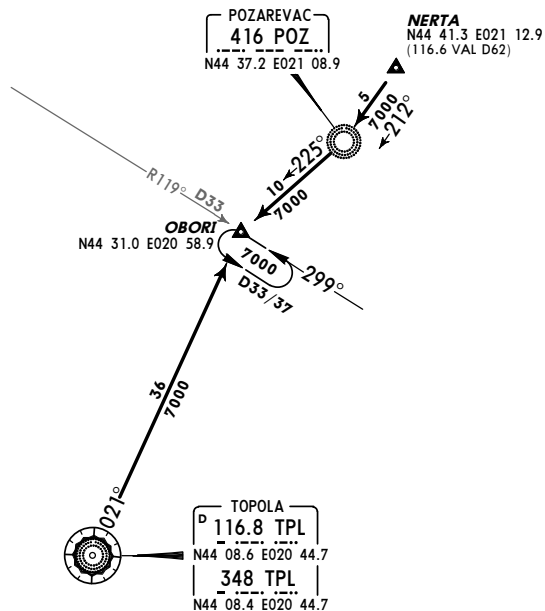 POZAREVAC
416 POZ
N44 37.2 E021 08.9
NERTA
N44 41.3 E021 12.9
(116.6 VAL D62)
5
7000
212°
225°
10
7000
R119° D33
OBORI
N44 31.0 E020 58.9
7000
D33/37
299°
36
7000
021°
TOPOLA
D 116.8 TPL
N44 08.6 E020 44.7
348 TPL
N44 08.4 E020 44.7